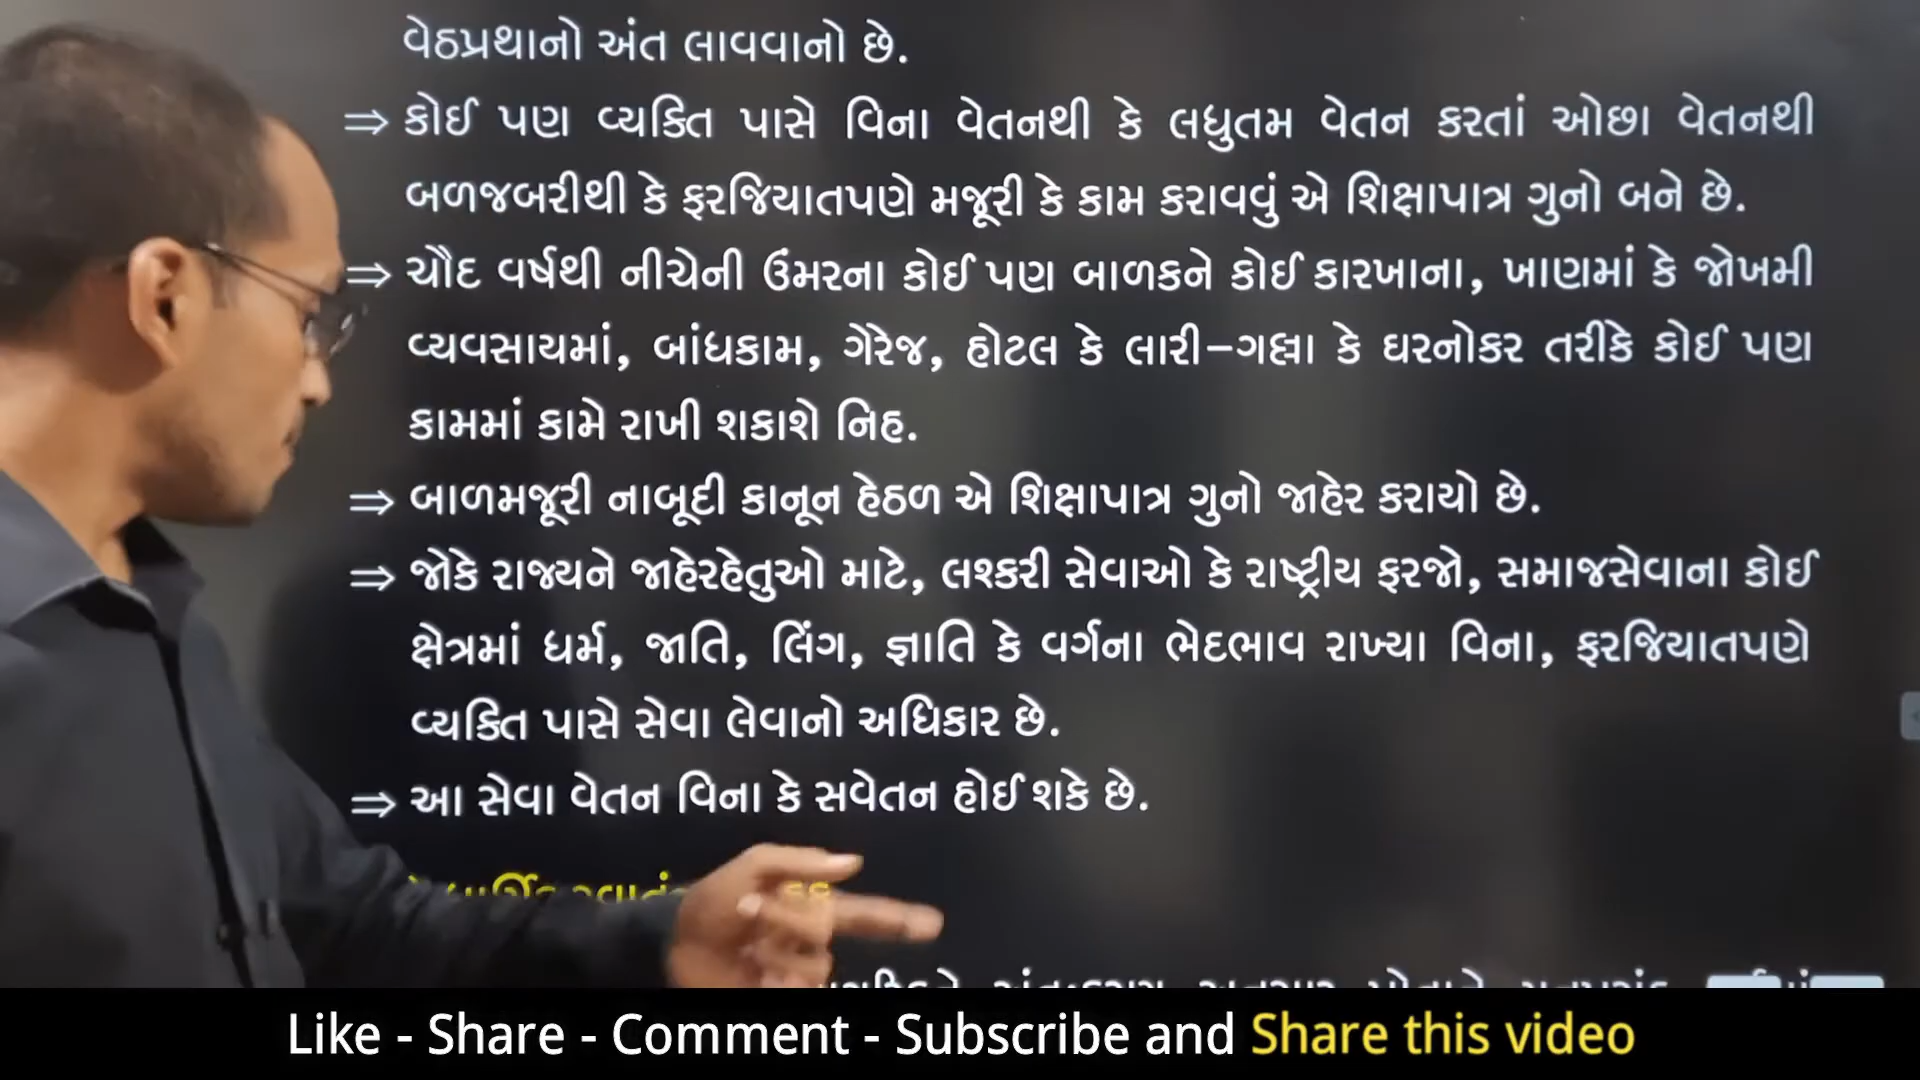 વેઠપ્રથાનો અંત લાવવાનો છે.
⇒ કોઈ પણ વ્યક્તિ પાસે વિના વેતનથી કે લધુતમ વેતન કરતાં ઓછા વેતનથી
બળજબરીથી કે ફરજિયાતપણે મજૂરી કે કામ કરાવવું એ શિક્ષાપાત્ર ગુનો બને છે.
⇒ ચૌદ વર્ષથી નીચેની ઉંમરના કોઈ પણ બાળકને કોઈ કારખાના, ખાણમાં કે જોખમી
વ્યવસાયમાં, બાંધકામ, ગેરેજ, હોટલ કે લારી–ગલ્લા કે ઘરનોકર તરીકે કોઈ પણ
કામમાં કામે રાખી શકાશે નિહ.
⇒ બાળમજૂરી નાબૂદી કાનૂન હેઠળ એ શિક્ષાપાત્ર ગુનો જાહેર કરાયો છે.
⇒ જોકે રાજ્યને જાહેરહેતુઓ માટે, લશ્કરી સેવાઓ કે રાષ્ટ્રીય ફરજો, સમાજસેવાના કોઈ
ક્ષેત્રમાં ધર્મ, જાતિ, લિંગ, જ્ઞાતિ કે વર્ગના ભેદભાવ રાખ્યા વિના, ફરજિયાતપણે
વ્યક્તિ પાસે સેવા લેવાનો અધિકાર છે.
⇒ આ સેવા વેતન વિના કે સવેતન હોઈ શકે છે.
Like - Share - Comment - Subscribe and Share this video